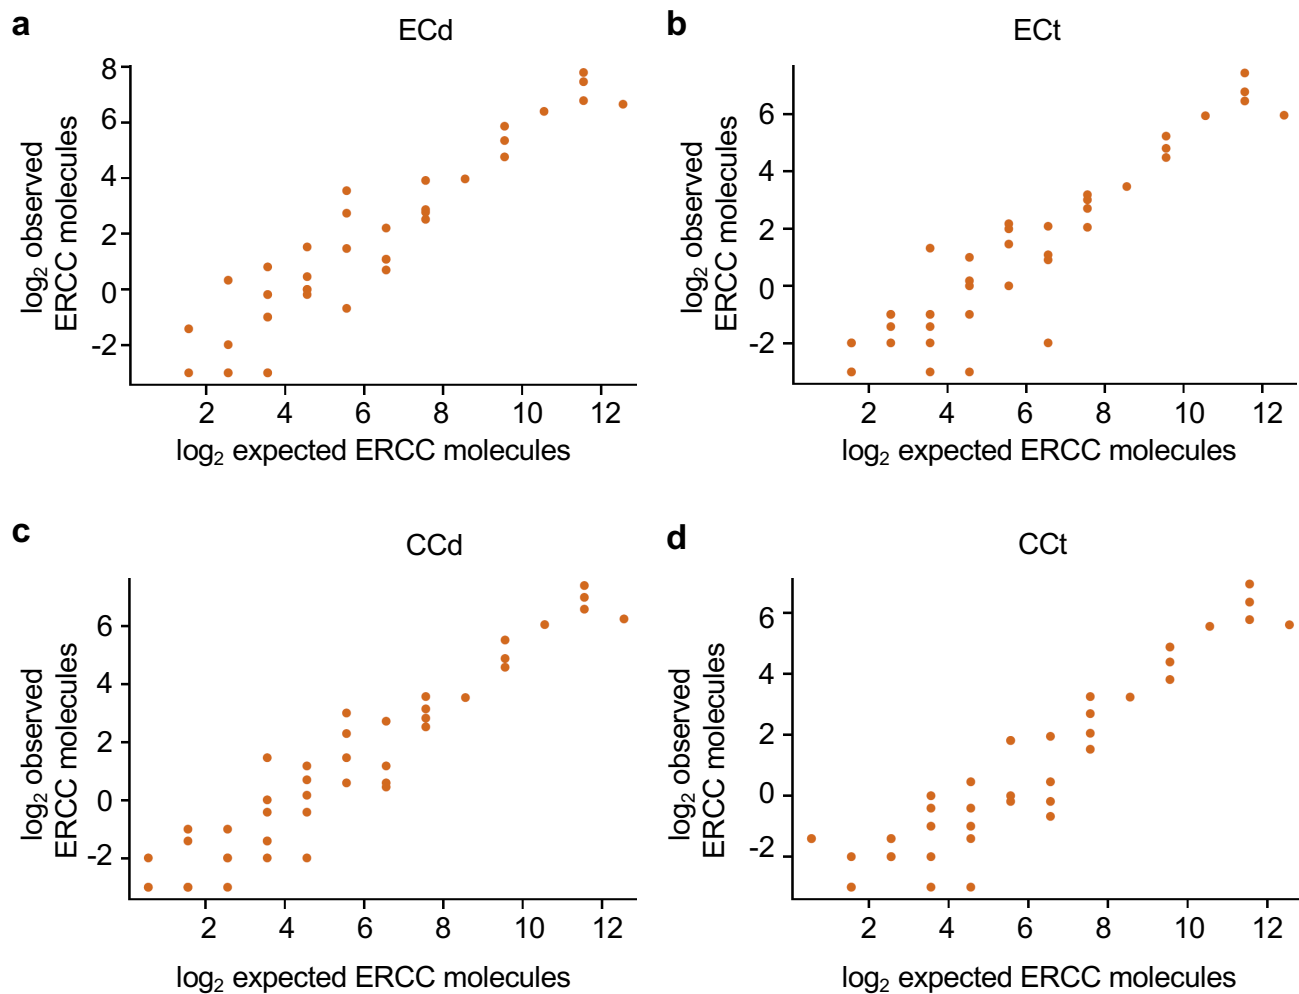 a
ECd
log₂ observed
ERCC molecules
8
6
4
2
0
-2
2 4 6 8 10 12
log₂ expected ERCC molecules
b
ECt
log₂ observed
ERCC molecules
6
4
2
0
-2
2 4 6 8 10 12
log₂ expected ERCC molecules
c
CCd
log₂ observed
ERCC molecules
6
4
2
0
-2
2 4 6 8 10 12
log₂ expected ERCC molecules
d
CCt
log₂ observed
ERCC molecules
6
4
2
0
-2
2 4 6 8 10 12
log₂ expected ERCC molecules